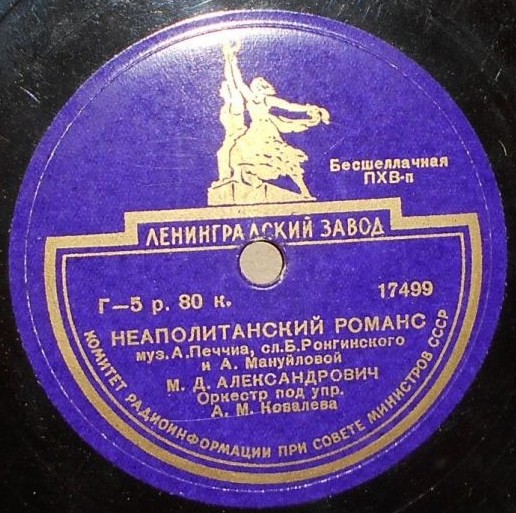 Бесшеллачная
ПХВ-п
ЛЕНИНГРАДСКИЙ ЗАВОД
Г—5 р. 80 к.
17499
НЕАПОЛИТАНСКИЙ РОМАНС
муз. А. Печчиа, сл. Б. Ронгинского
и А. Мануйловой
М. Д. АЛЕКСАНДРОВИЧ
Оркестр под упр.
А. М. Ковалева
КОМИТЕТ РАДИОИНФОРМАЦИИ ПРИ СОВЕТЕ МИНИСТРОВ СССР